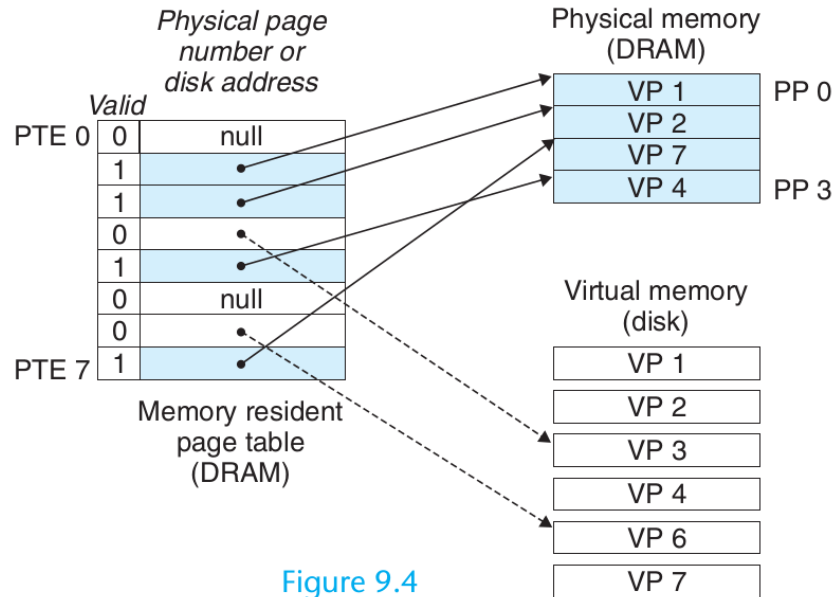 Physical page
number or
disk address
Valid
PTE 0
0
null
1
1
0
1
0
null
0
PTE 7
1
Memory resident
page table
(DRAM)
Physical memory
(DRAM)
VP 1
PP 0
VP 2
VP 7
VP 4
PP 3
Virtual memory
(disk)
VP 1
VP 2
VP 3
VP 4
VP 6
VP 7
Figure 9.4